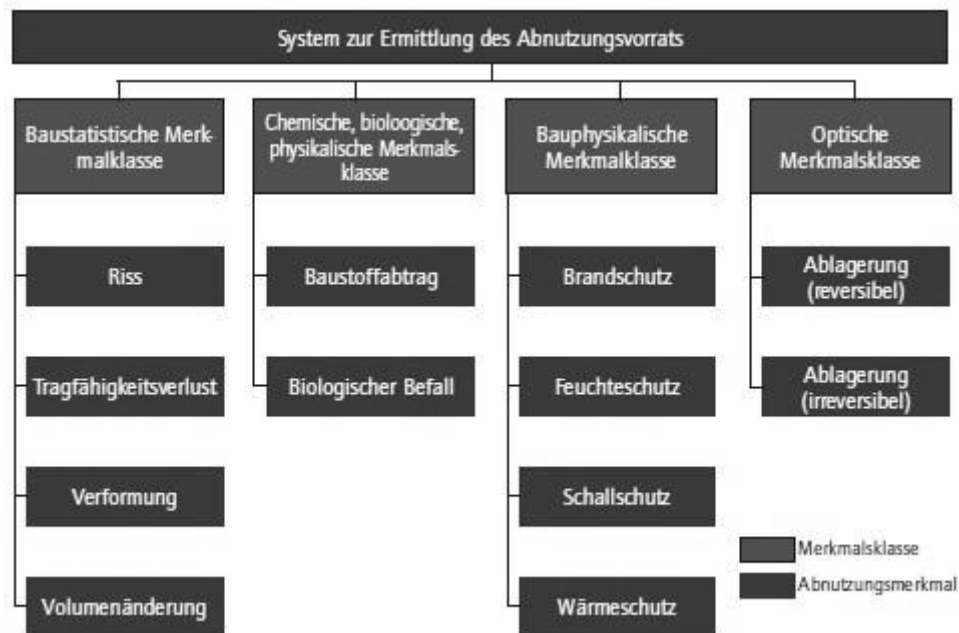 System zur Ermittlung des Abnutzungsvorrats
Baustatistische Merk-
malklasse
Riss
Tragfähigkeitsverlust
Verformung
Volumenänderung
Chemische, bioloogische,
physikalische Merkmals-
klasse
Baustoffabtrag
Biologischer Befall
Bauphysikalische
Merkmalklasse
Brandschutz
Feuchteschutz
Schallschutz
Wärmeschutz
Optische
Merkmalsklasse
Ablagerung
(reversibel)
Ablagerung
(irreversibel)
Merkmalsklasse
Abnutzungsmerkmal